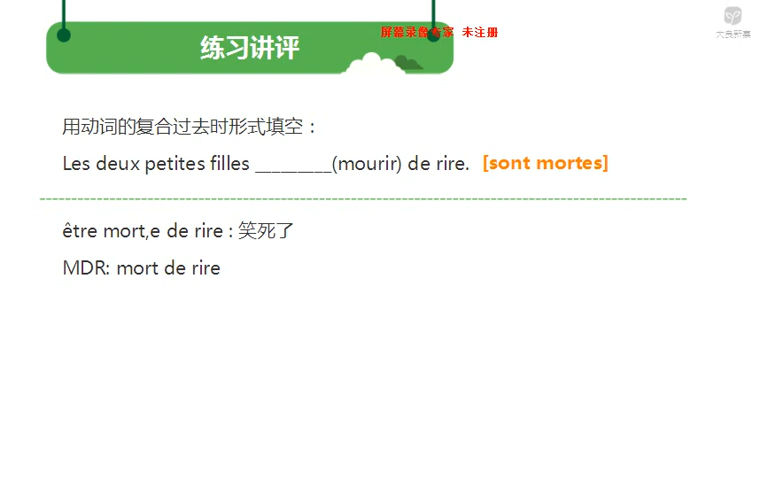 练习讲评
屏幕录像专家 未注册
用动词的复合过去时形式填空：
Les deux petites filles _________(mourir) de rire. [sont mortes]
être mort,e de rire : 笑死了
MDR: mort de rire